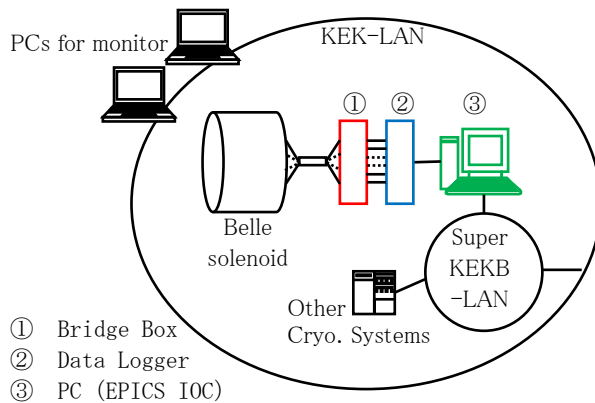 PCs for monitor
KEK-LAN
① ② ③
Belle
solenoid
Super
KEKB
-LAN
Other
Cryo. Systems
① Bridge Box
② Data Logger
③ PC (EPICS IOC)